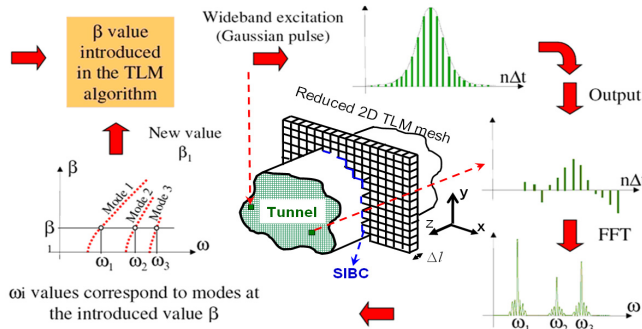 β value
introduced
in the TLM
algorithm
Wideband excitation
(Gaussian pulse)
nΔt
Output
New value
β₁
Reduced 2D TLM mesh
nΔt
β
Mode 1
Mode 2
Mode 3
β
1
ω
ω₁ ω₂ ω₃
Tunnel
y
z
x
SIBC
Δl
FFT
ω
ω₁ ω₂ ω₃
ωi values correspond to modes at
the introduced value β